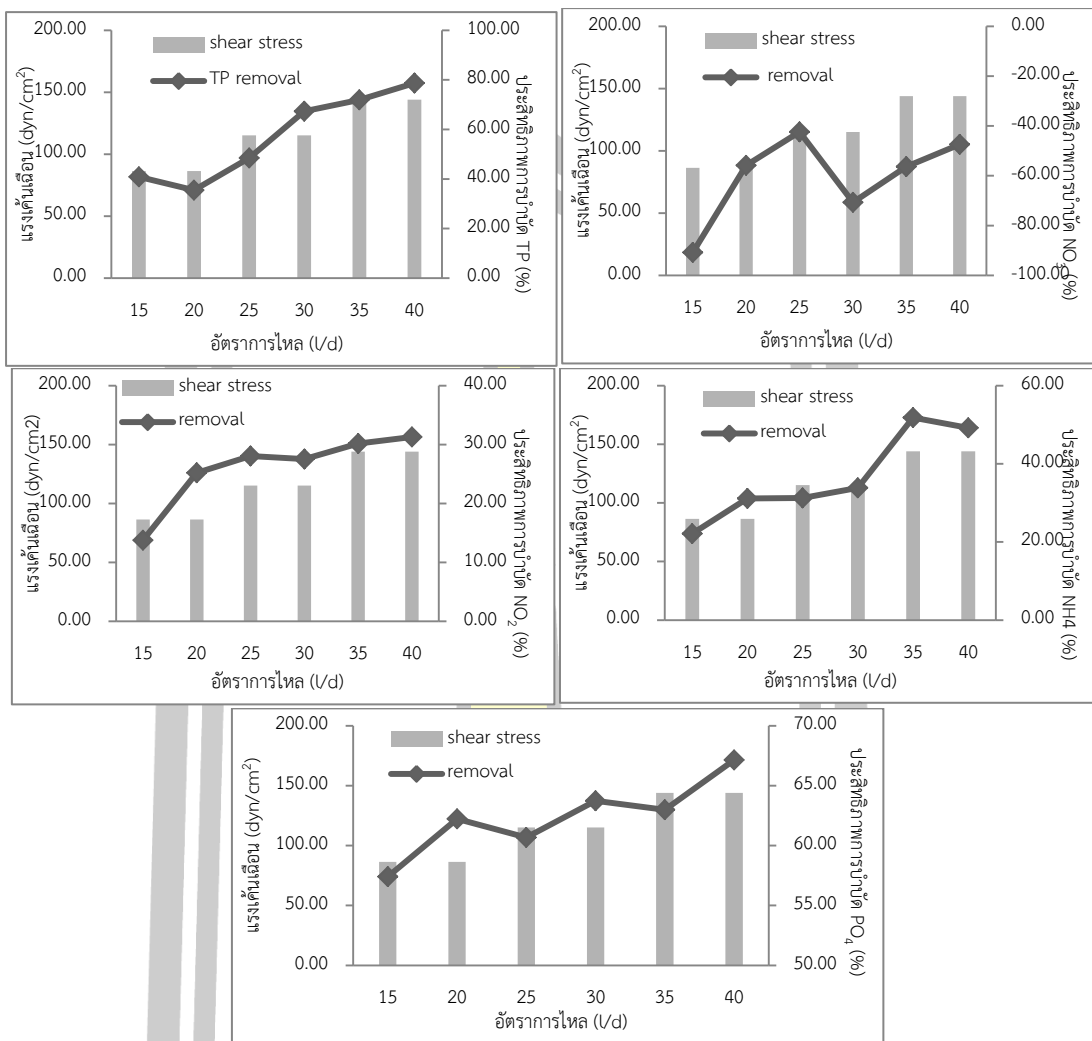 200.00
150.00
100.00
50.00
0.00
แรงเค้นเฉือน (dyn/cm²)
shear stress
TP removal
100.00
80.00
60.00
40.00
20.00
0.00
ประสิทธิภาพการบำบัด TP (%)
15 20 25 30 35 40
อัตราการไหล (l/d)
200.00
150.00
100.00
50.00
0.00
แรงเค้นเฉือน (dyn/cm²)
shear stress
removal
0.00
-20.00
-40.00
-60.00
-80.00
-100.00
ประสิทธิภาพการบำบัด NO₃ (%)
15 20 25 30 35 40
อัตราการไหล (l/d)
200.00
150.00
100.00
50.00
0.00
แรงเค้นเฉือน (dyn/cm2)
shear stress
removal
40.00
30.00
20.00
10.00
0.00
ประสิทธิภาพการบำบัด NO₂ (%)
15 20 25 30 35 40
อัตราการไหล (l/d)
200.00
150.00
100.00
50.00
0.00
แรงเค้นเฉือน (dyn/cm²)
shear stress
removal
60.00
40.00
20.00
0.00
ประสิทธิภาพการบำบัด NH4 (%)
15 20 25 30 35 40
อัตราการไหล (l/d)
200.00
150.00
100.00
50.00
0.00
แรงเค้นเฉือน (dyn/cm²)
shear stress
removal
70.00
65.00
60.00
55.00
50.00
ประสิทธิภาพการบำบัด PO₄ (%)
15 20 25 30 35 40
อัตราการไหล (l/d)